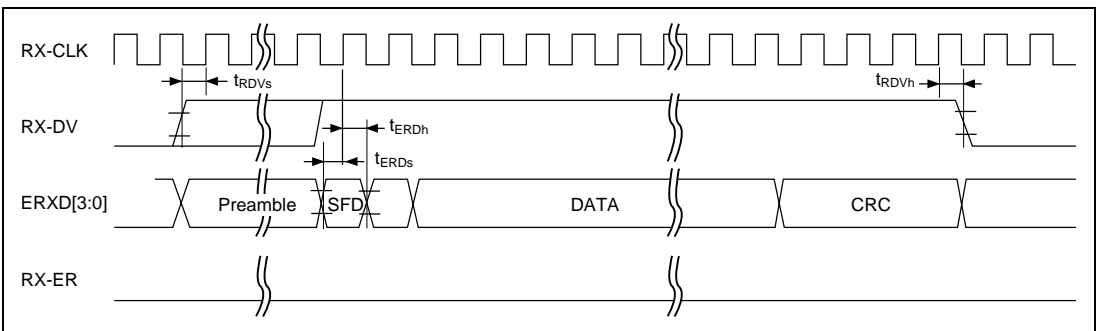 RX-CLK
tRDVs
tRDVh
RX-DV
tERDh
tERDs
ERXD[3:0]
Preamble
SFD
DATA
CRC
RX-ER